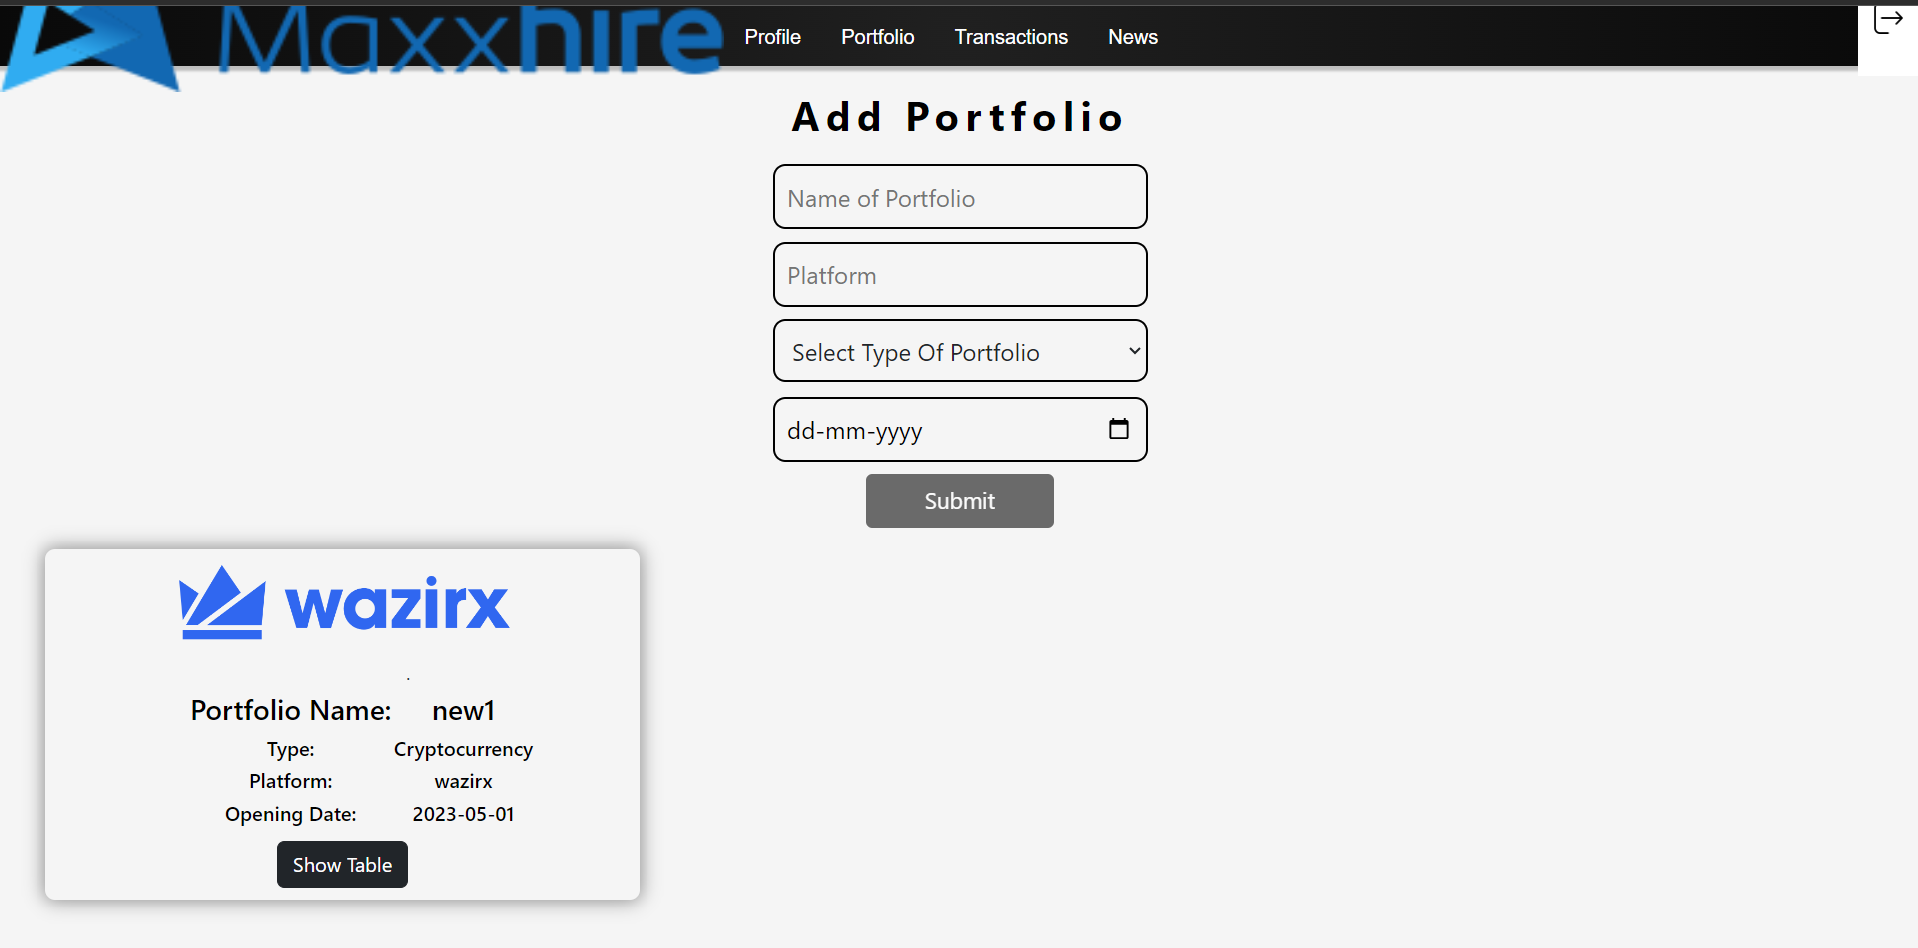 Maxxhire Profile Portfolio Transactions News
Add Portfolio
Name of Portfolio
Platform
Select Type Of Portfolio
dd-mm-yyyy
Submit
wazirx
.
Portfolio Name: new1
Type: Cryptocurrency
Platform: wazirx
Opening Date: 2023-05-01
Show Table